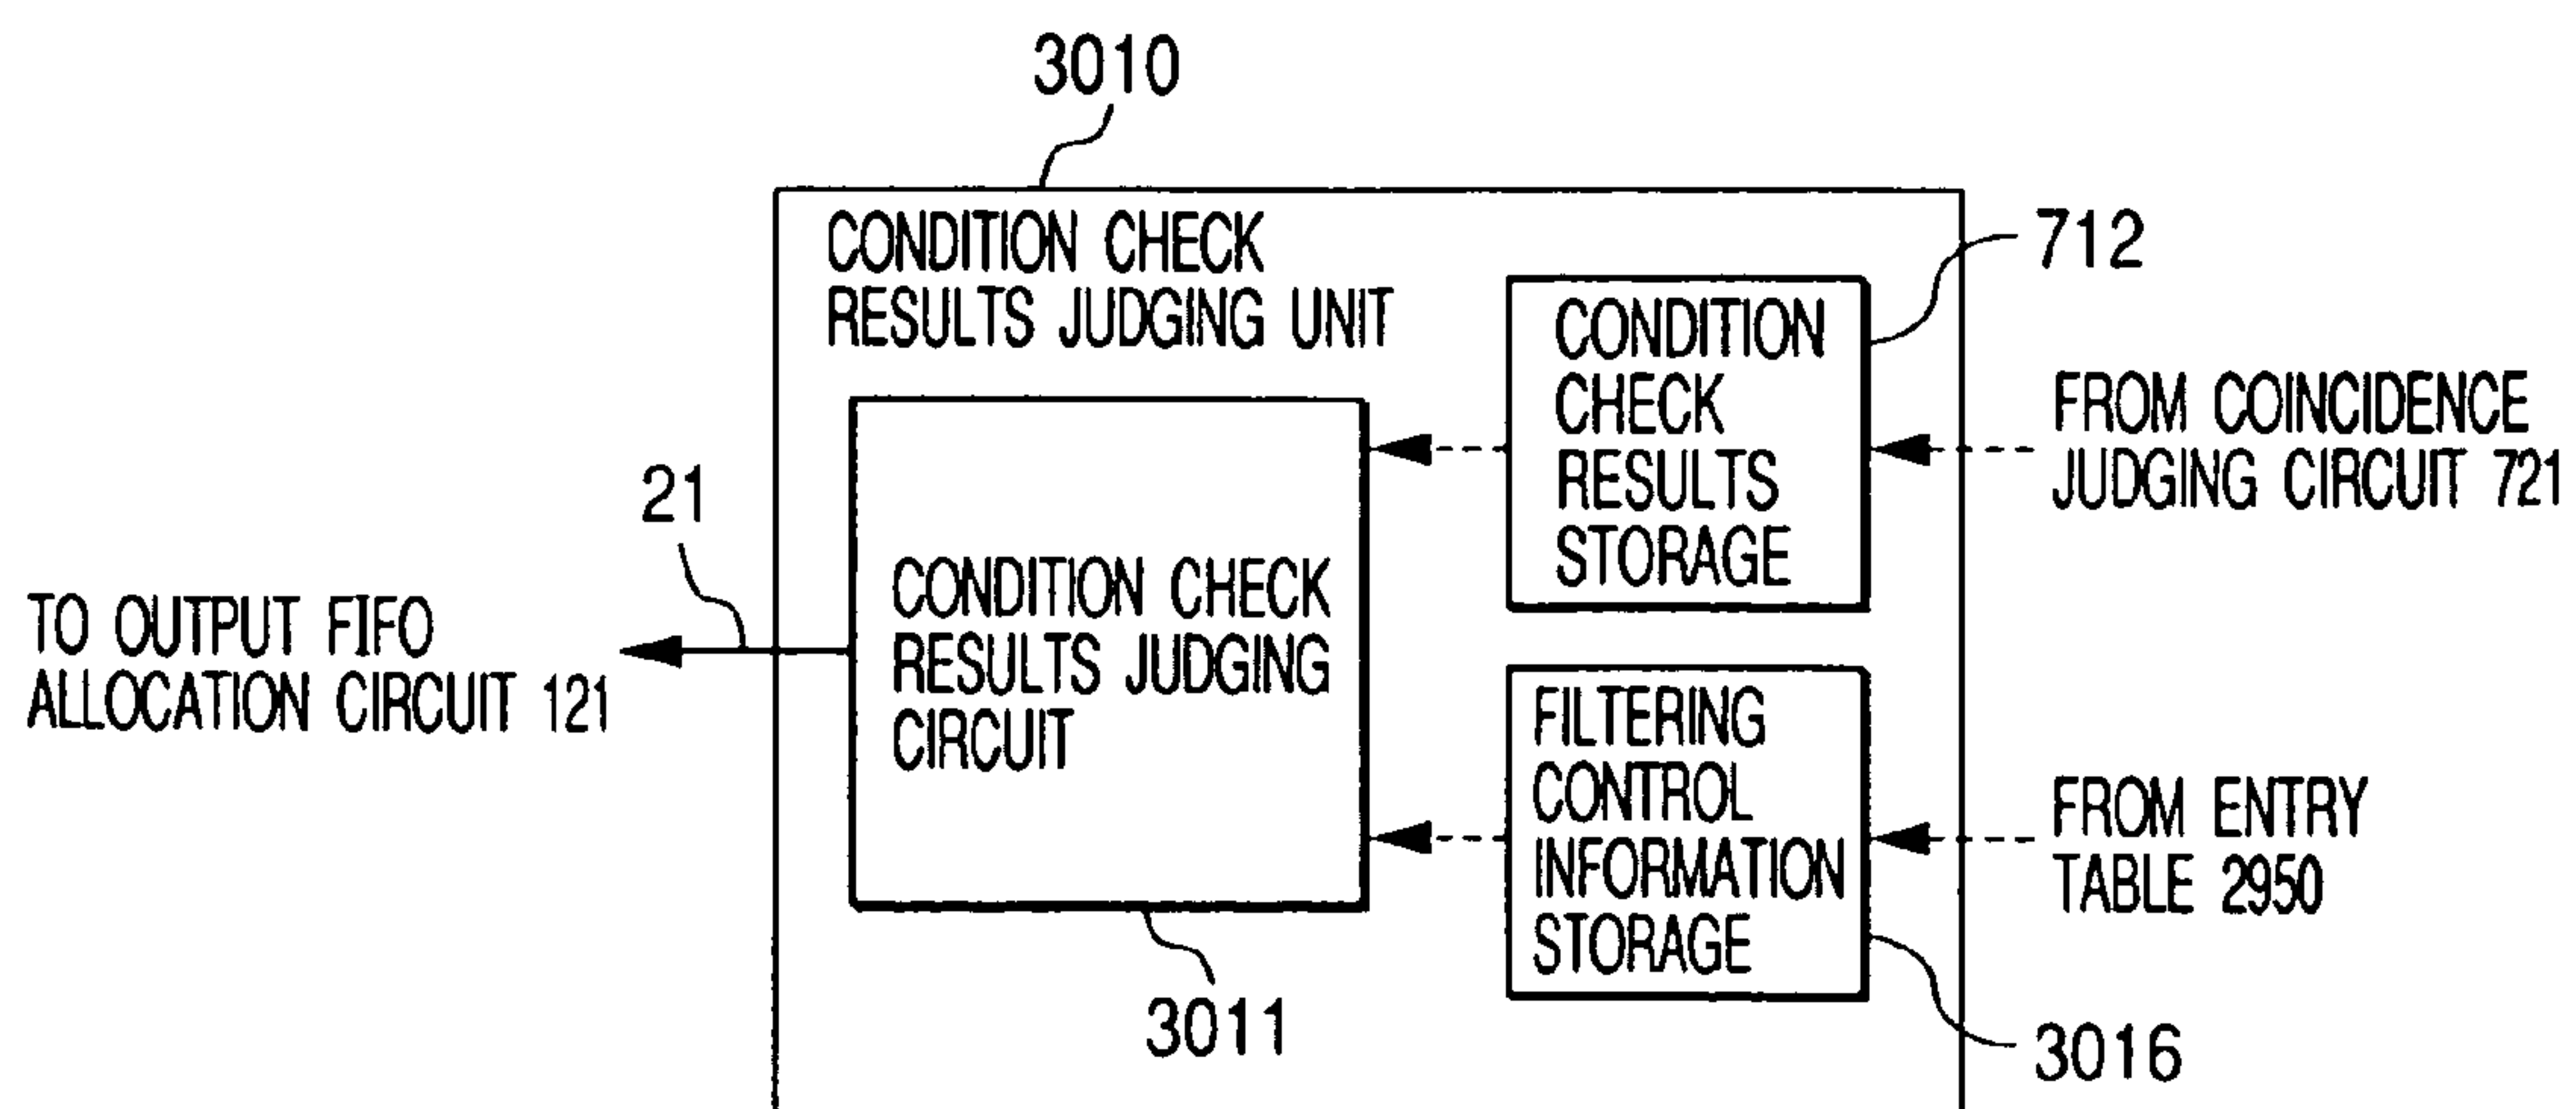 3010
CONDITION CHECK
RESULTS JUDGING UNIT
712
CONDITION
CHECK
RESULTS
STORAGE
FROM COINCIDENCE
JUDGING CIRCUIT 721
21
TO OUTPUT FIFO
ALLOCATION CIRCUIT 121
CONDITION CHECK
RESULTS JUDGING
CIRCUIT
3011
FILTERING
CONTROL
INFORMATION
STORAGE
FROM ENTRY
TABLE 2950
3016